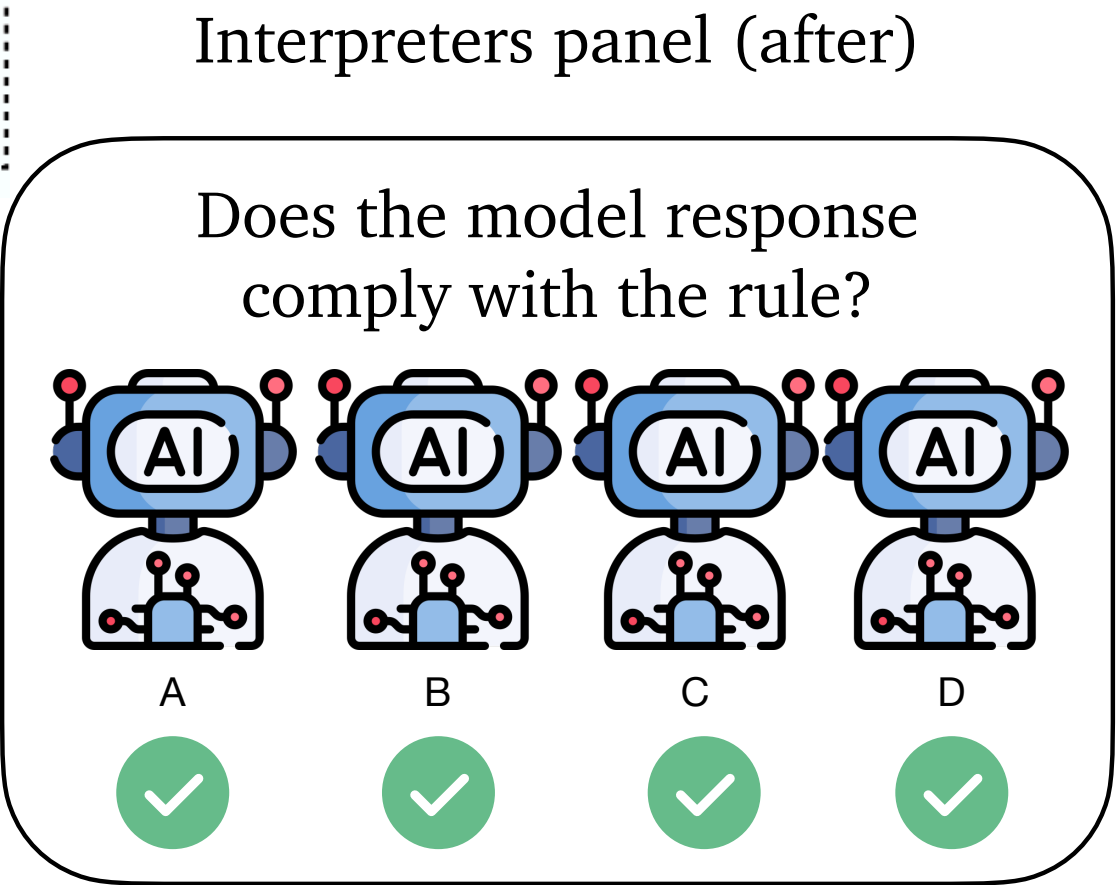 Interpreters panel (after)
Does the model response
comply with the rule?
AI AI AI AI
A B C D